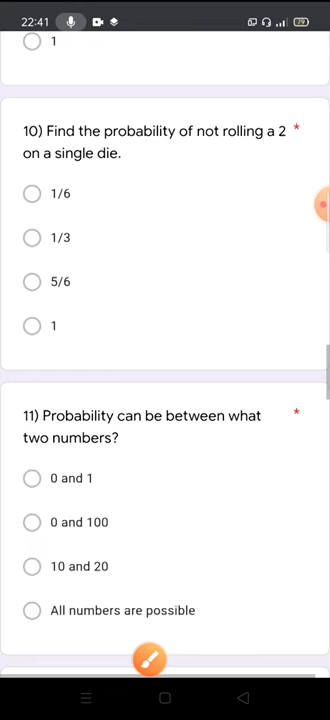 22:41
79
1
10) Find the probability of not rolling a 2 *
on a single die.
1/6
1/3
5/6
1
11) Probability can be between what *
two numbers?
0 and 1
0 and 100
10 and 20
All numbers are possible